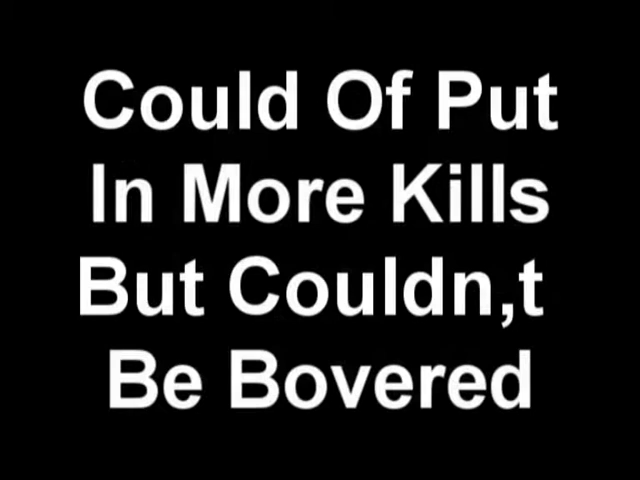 Could Of Put
In More Kills
But Couldn,t
Be Bovered